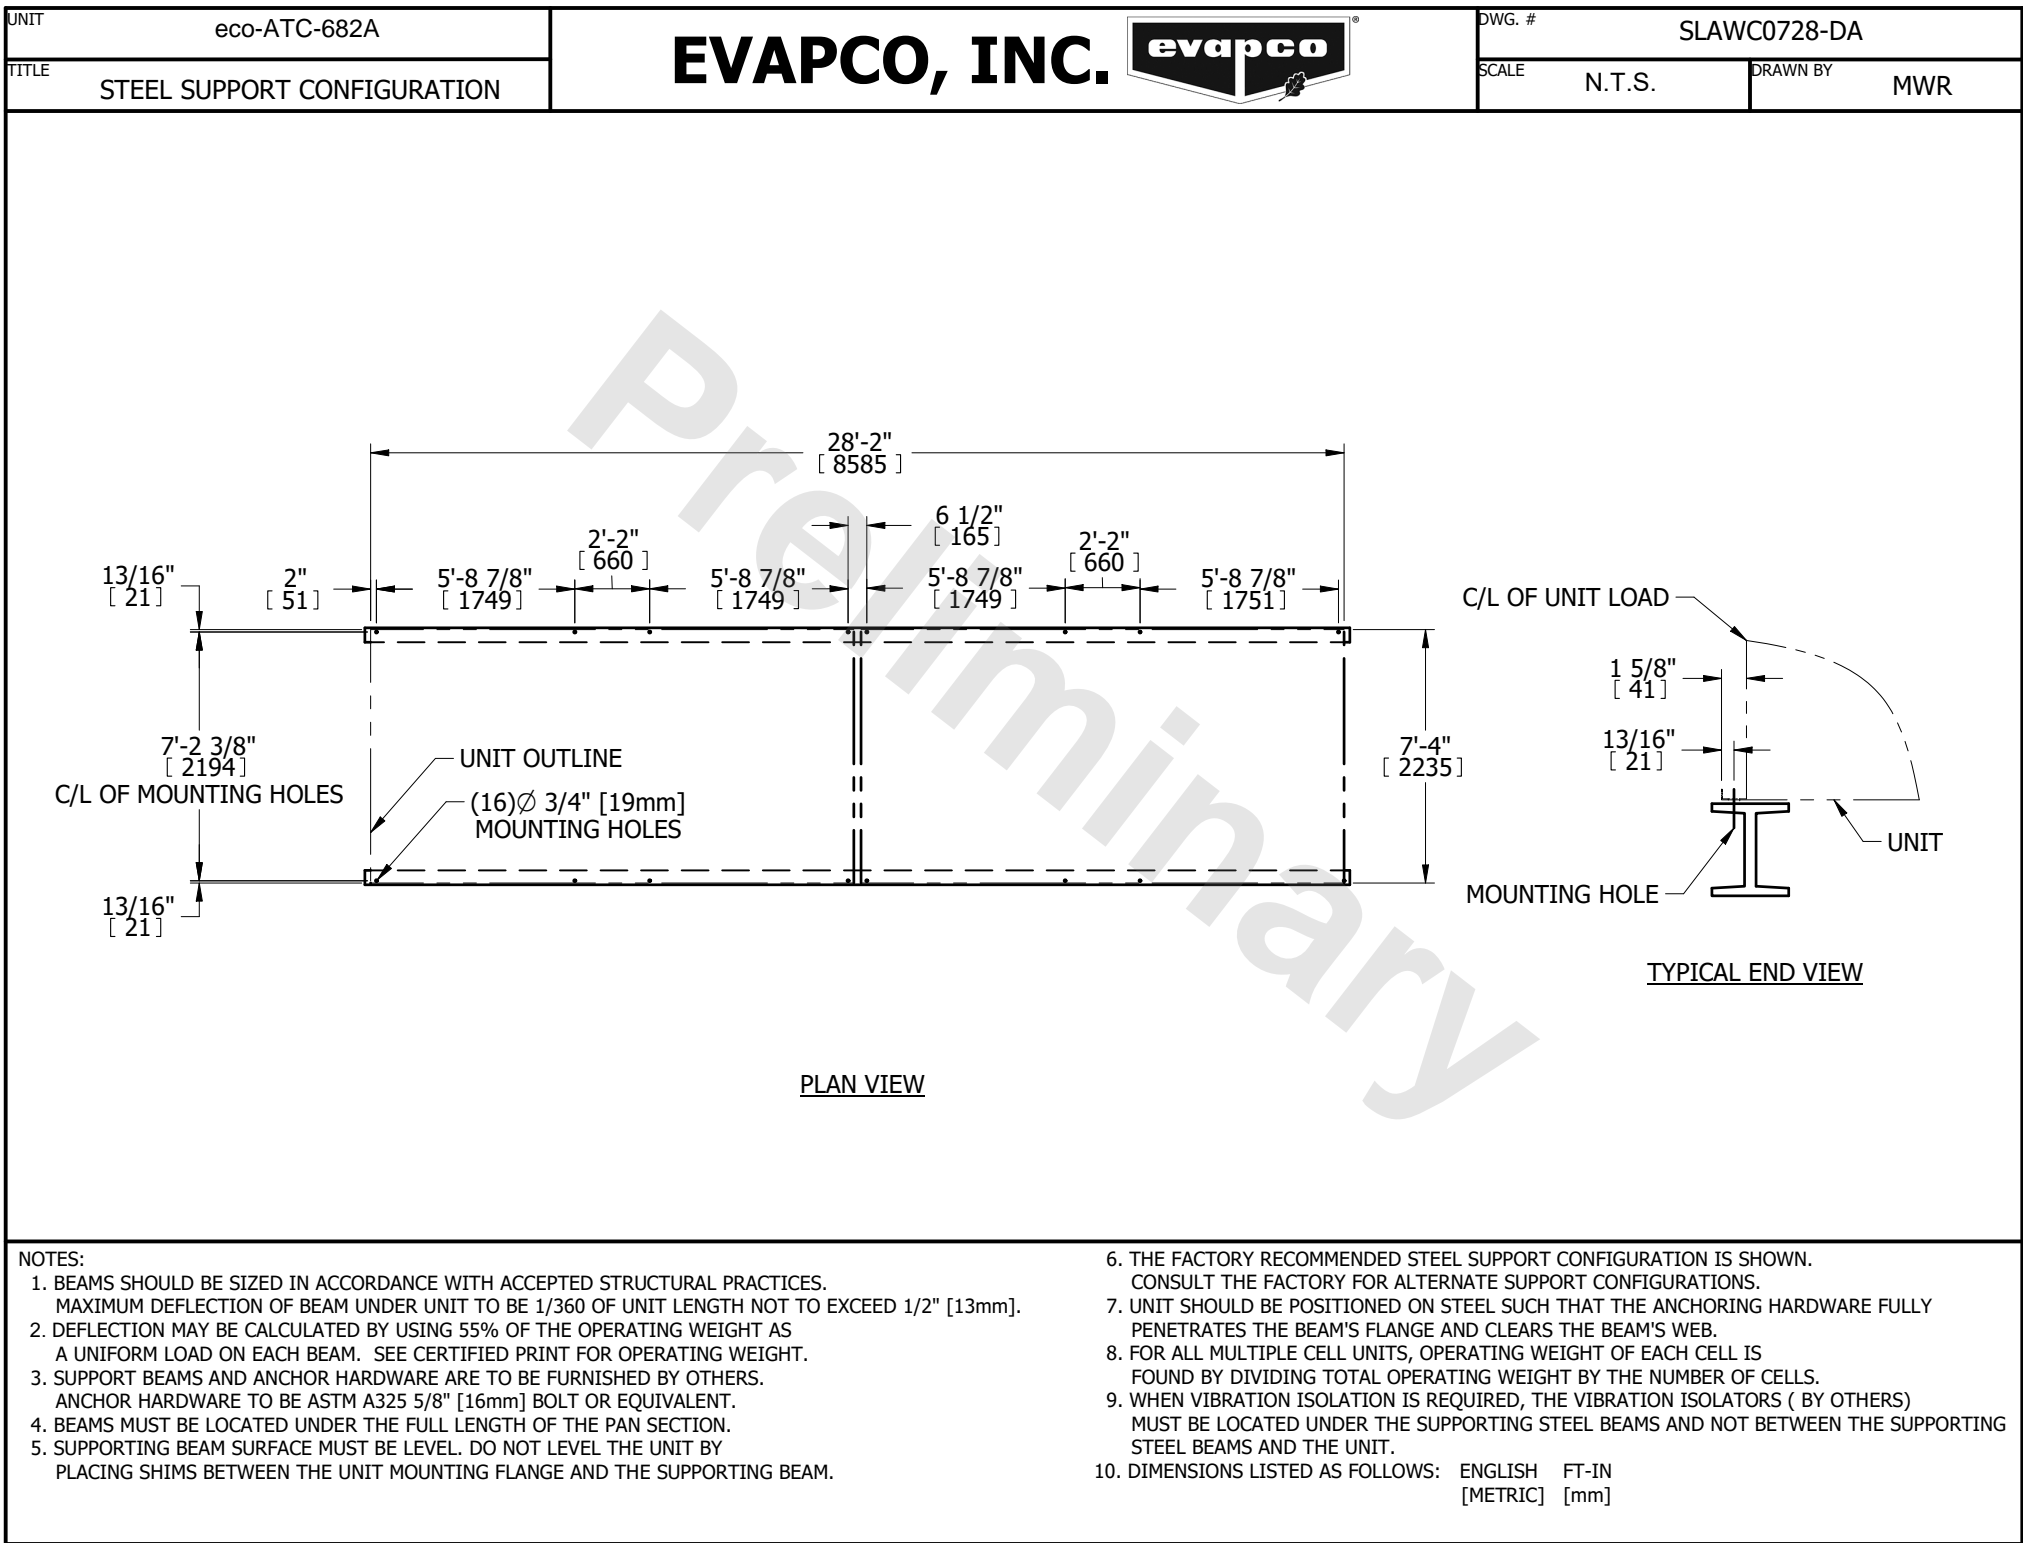 UNIT
eco-ATC-682A
TITLE
STEEL SUPPORT CONFIGURATION
EVAPCO, INC.
evapco
®
DWG. #
SLAWC0728-DA
SCALE
N.T.S.
DRAWN BY
MWR
Preliminary
28'-2"
[ 8585 ]
6 1/2"
[ 165]
2'-2"
[ 660 ]
2'-2"
[ 660 ]
13/16"
[ 21]
2"
[ 51]
5'-8 7/8"
[ 1749]
5'-8 7/8"
[ 1749 ]
5'-8 7/8"
[ 1749 ]
5'-8 7/8"
[ 1751]
7'-2 3/8"
[ 2194]
C/L OF MOUNTING HOLES
UNIT OUTLINE
(16)Ø 3/4" [19mm]
MOUNTING HOLES
7'-4"
[ 2235]
13/16"
[ 21]
PLAN VIEW
C/L OF UNIT LOAD
1 5/8"
[ 41]
13/16"
[ 21]
UNIT
MOUNTING HOLE
TYPICAL END VIEW
NOTES:
1. BEAMS SHOULD BE SIZED IN ACCORDANCE WITH ACCEPTED STRUCTURAL PRACTICES.
MAXIMUM DEFLECTION OF BEAM UNDER UNIT TO BE 1/360 OF UNIT LENGTH NOT TO EXCEED 1/2" [13mm].
2. DEFLECTION MAY BE CALCULATED BY USING 55% OF THE OPERATING WEIGHT AS
A UNIFORM LOAD ON EACH BEAM. SEE CERTIFIED PRINT FOR OPERATING WEIGHT.
3. SUPPORT BEAMS AND ANCHOR HARDWARE ARE TO BE FURNISHED BY OTHERS.
ANCHOR HARDWARE TO BE ASTM A325 5/8" [16mm] BOLT OR EQUIVALENT.
4. BEAMS MUST BE LOCATED UNDER THE FULL LENGTH OF THE PAN SECTION.
5. SUPPORTING BEAM SURFACE MUST BE LEVEL. DO NOT LEVEL THE UNIT BY
PLACING SHIMS BETWEEN THE UNIT MOUNTING FLANGE AND THE SUPPORTING BEAM.
6. THE FACTORY RECOMMENDED STEEL SUPPORT CONFIGURATION IS SHOWN.
CONSULT THE FACTORY FOR ALTERNATE SUPPORT CONFIGURATIONS.
7. UNIT SHOULD BE POSITIONED ON STEEL SUCH THAT THE ANCHORING HARDWARE FULLY
PENETRATES THE BEAM'S FLANGE AND CLEARS THE BEAM'S WEB.
8. FOR ALL MULTIPLE CELL UNITS, OPERATING WEIGHT OF EACH CELL IS
FOUND BY DIVIDING TOTAL OPERATING WEIGHT BY THE NUMBER OF CELLS.
9. WHEN VIBRATION ISOLATION IS REQUIRED, THE VIBRATION ISOLATORS ( BY OTHERS)
MUST BE LOCATED UNDER THE SUPPORTING STEEL BEAMS AND NOT BETWEEN THE SUPPORTING
STEEL BEAMS AND THE UNIT.
10. DIMENSIONS LISTED AS FOLLOWS: ENGLISH FT-IN
[METRIC] [mm]